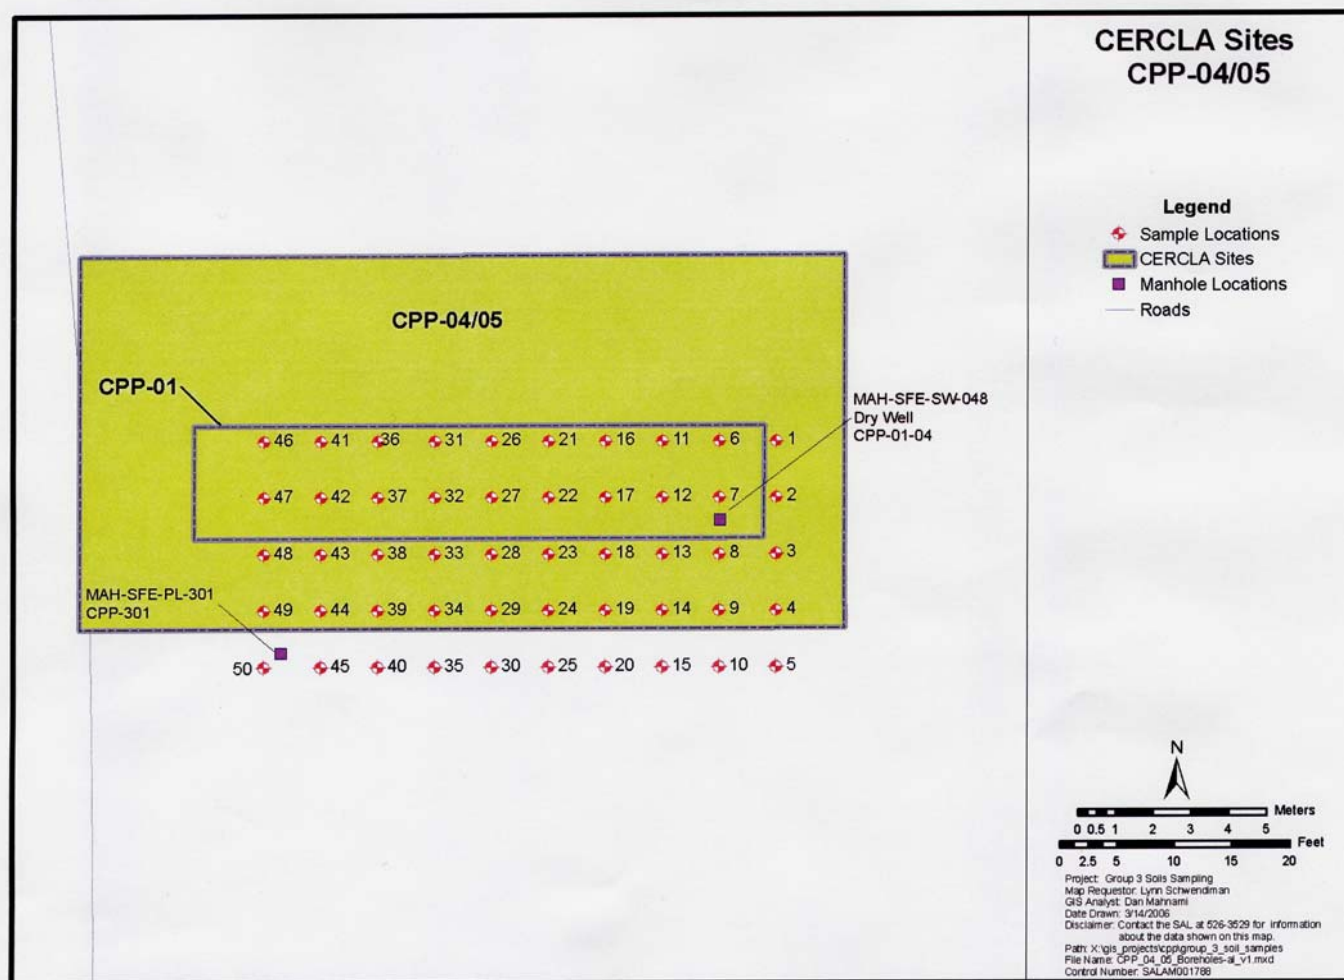 CERCLA Sites
CPP-04/05
Legend
Sample Locations
CERCLA Sites
Manhole Locations
Roads
CPP-04/05
CPP-01
MAH-SFE-SW-048
Dry Well
CPP-01-04
46 41 36 31 26 21 16 11 6 1
47 42 37 32 27 22 17 12 7 2
48 43 38 33 28 23 18 13 8 3
MAH-SFE-PL-301
CPP-301
49 44 39 34 29 24 19 14 9 4
50 45 40 35 30 25 20 15 10 5
N
Meters
0 0.5 1 2 3 4 5
Feet
0 2.5 5 10 15 20
Project: Group 3 Soils Sampling
Map Requestor: Lynn Schwendiman
GIS Analyst: Dan Mahnami
Date Drawn: 3/14/2006
Disclaimer: Contact the SAL at 526-3529 for information
about the data shown on this map.
Path: X:\gis_projects\cpp\group_3_soil_samples
File Name: CPP_04_05_Boreholes-al_v1.mxd
Control Number: SALAM001786